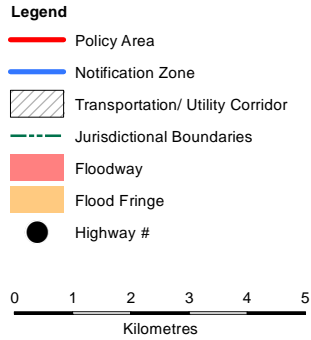 Legend
Policy Area
Notification Zone
Transportation/ Utility Corridor
Jurisdictional Boundaries
Floodway
Flood Fringe
Highway #
0 1 2 3 4 5
Kilometres